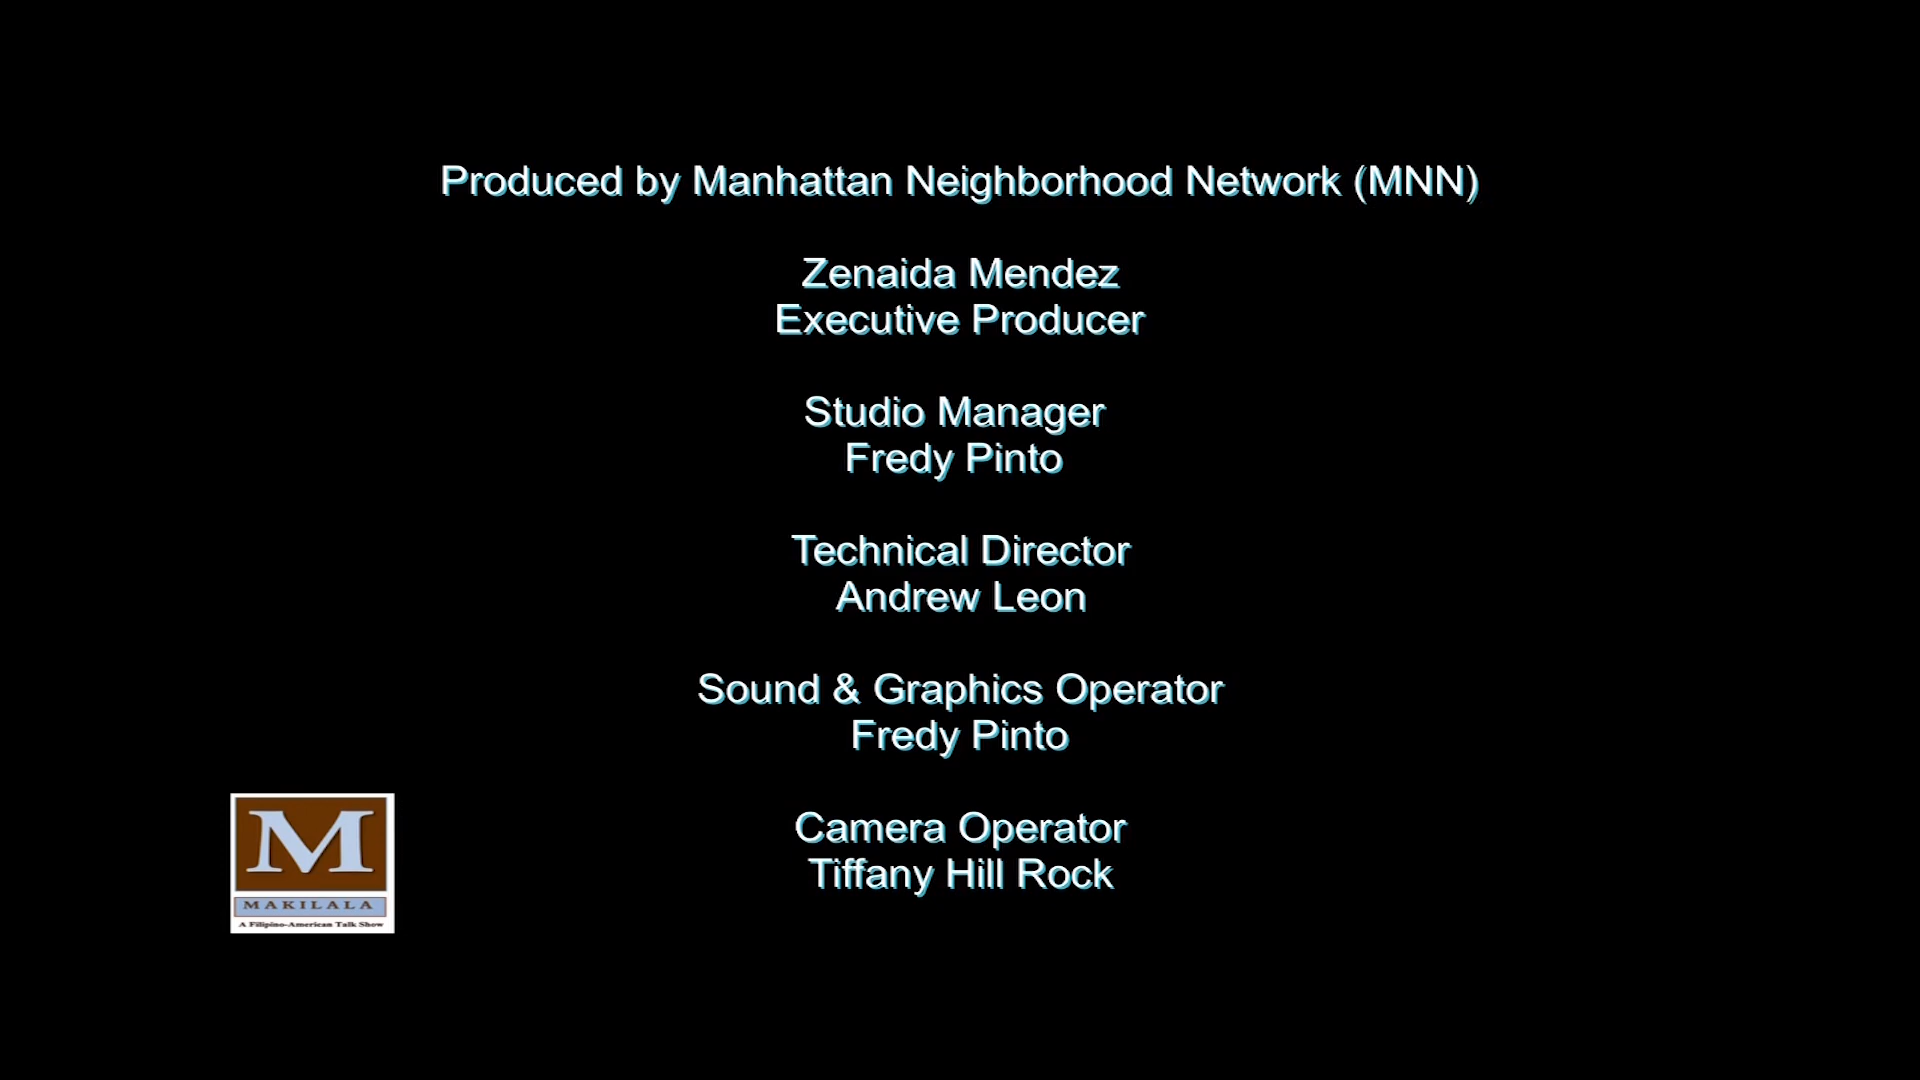 Produced by Manhattan Neighborhood Network (MNN)
Zenaida Mendez
Executive Producer
Studio Manager
Fredy Pinto
Technical Director
Andrew Leon
Sound & Graphics Operator
Fredy Pinto
Camera Operator
Tiffany Hill Rock
M
MAKILALA
A Filipino-American Talk Show